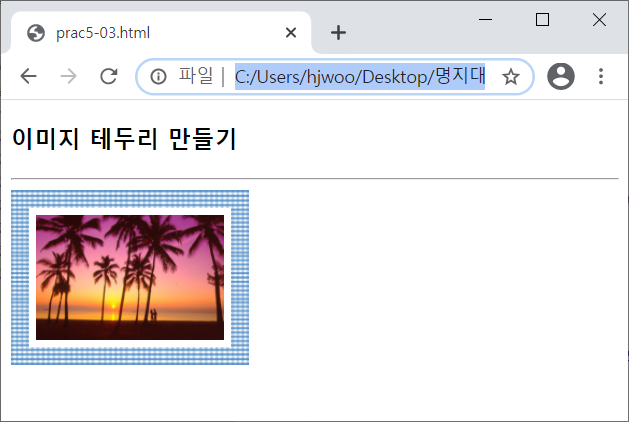 prac5-03.html
파일 | C:/Users/hjwoo/Desktop/명지대
이미지 테두리 만들기